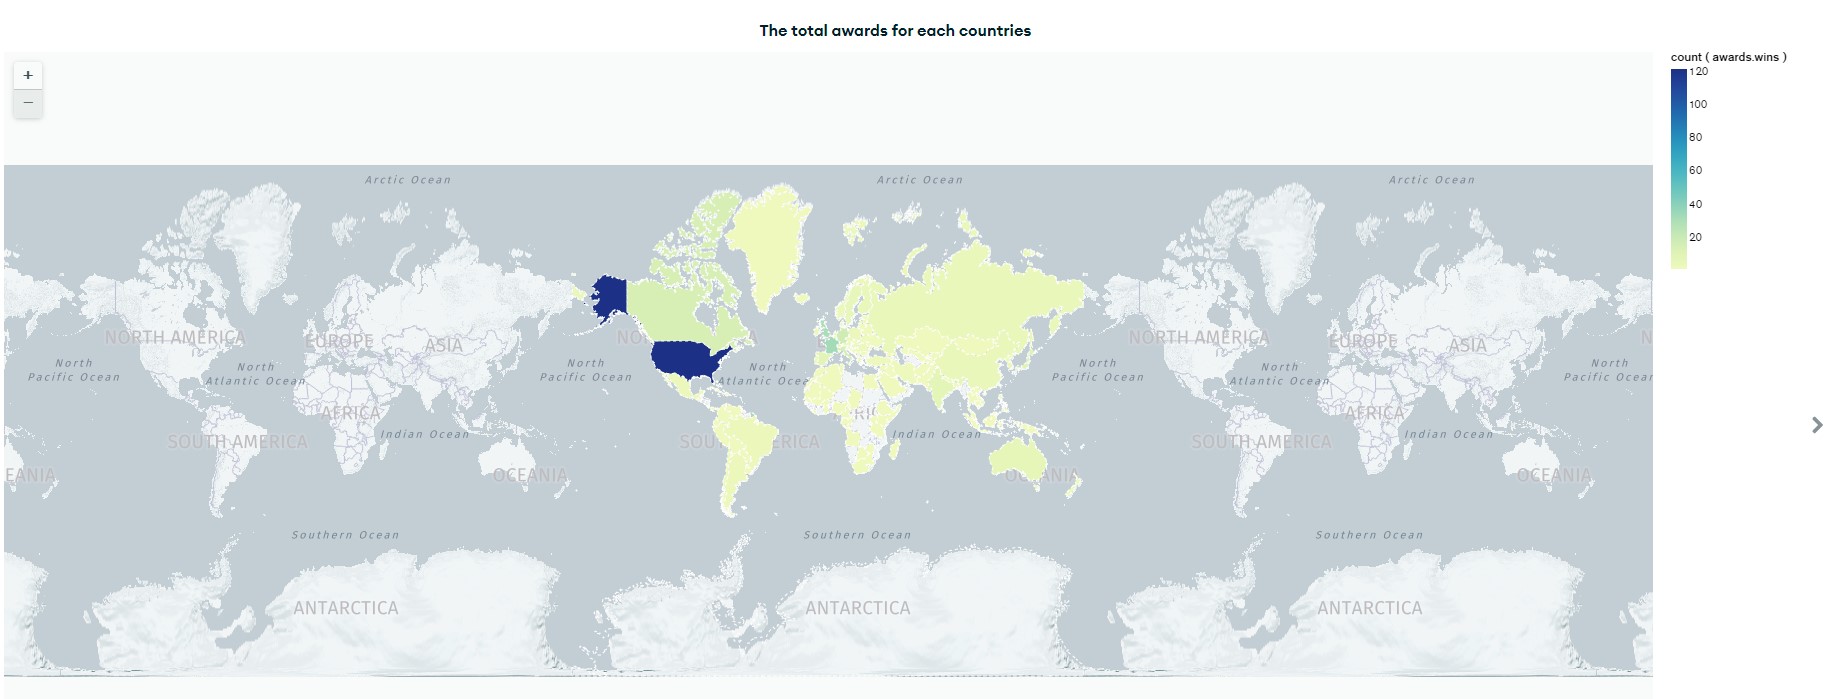 The total awards for each countries
count ( awards.wins )
120
100
80
60
40
20
+
−
Arctic Ocean
Arctic Ocean
Arctic Ocean
NORTH AMERICA
EUROPE
ASIA
NORTH AMERICA
EUROPE
ASIA
North
Pacific Ocean
North
Atlantic Ocean
North
Pacific Ocean
North
Atlantic Ocea
North
Pacific Ocean
North
Atlantic Ocean
North
Pacific Ocean
AFRICA
RI
AFRICA
SOUTH AMERICA
Indian Ocean
SOU
ERICA
Indian Ocean
SOUTH AMERICA
Indian Ocean
EANIA
OCEANIA
OCEANIA
OCEANIA
Southern Ocean
Southern Ocean
Southern Ocean
ANTARCTICA
ANTARCTICA
ANTARCTICA